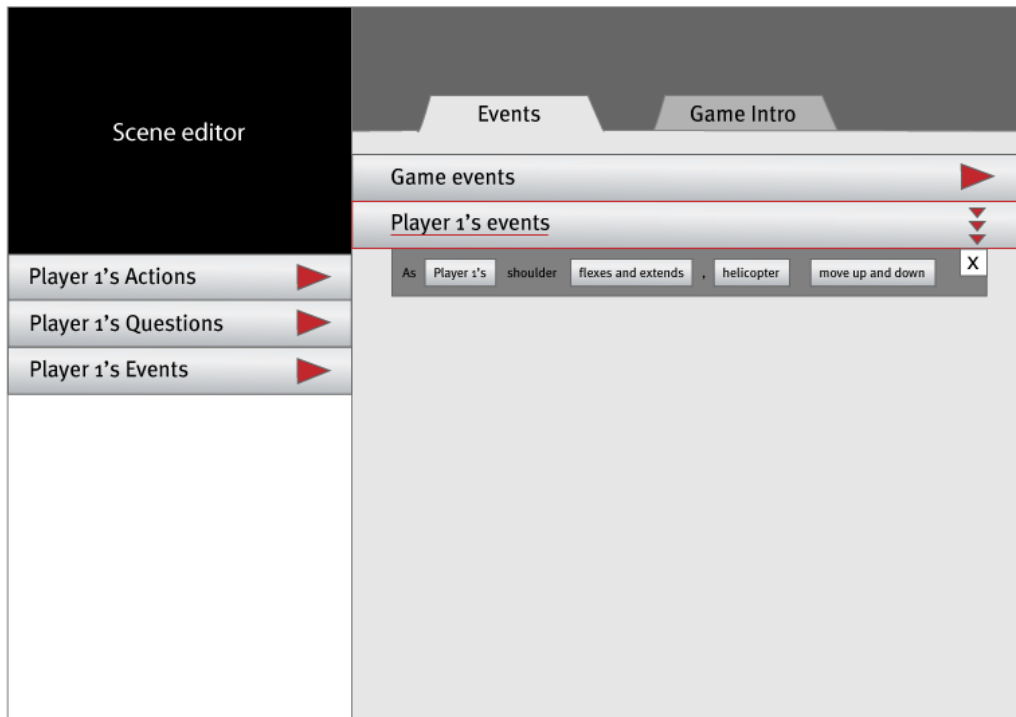 Scene editor
Player 1's Actions
Player 1's Questions
Player 1's Events
Events
Game Intro
Game events
Player 1's events
As Player 1's shoulder flexes and extends , helicopter move up and down X